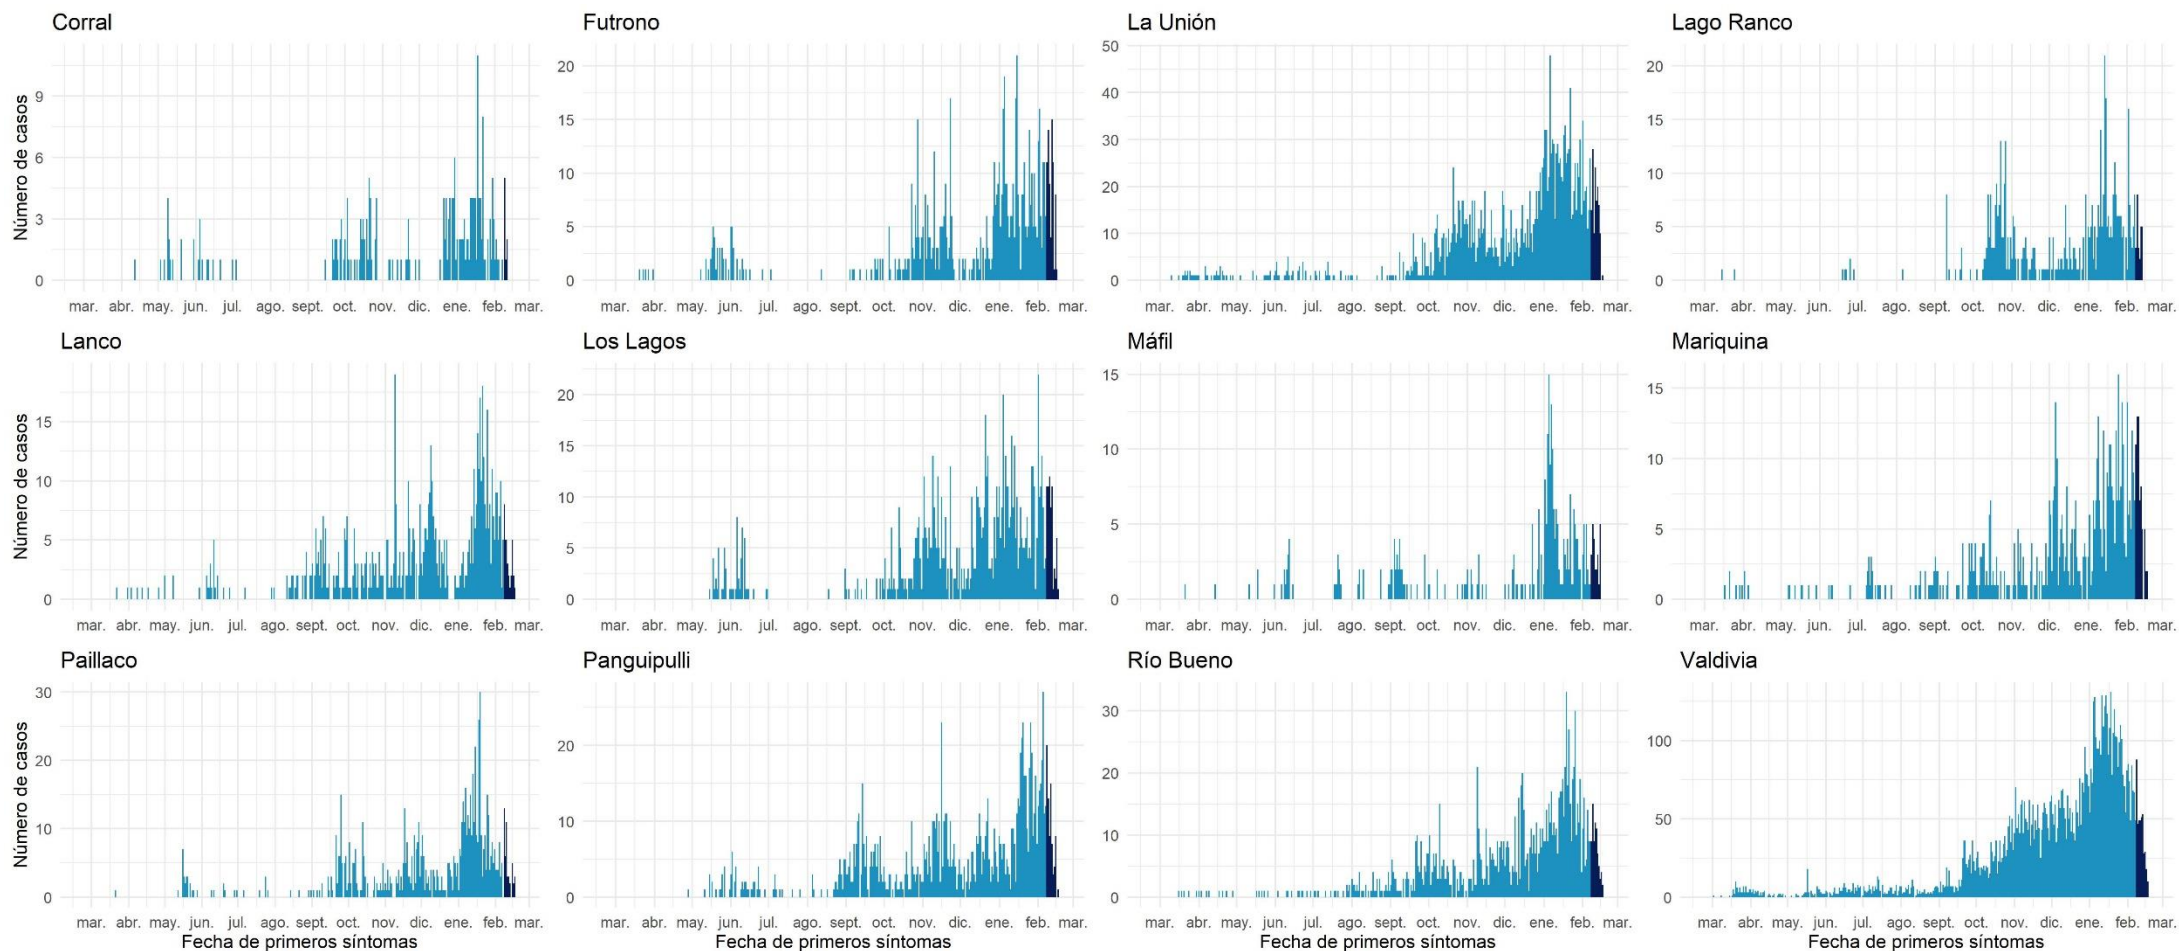 Corral
Número de casos
9
6
3
0
mar. abr. may. jun. jul. ago. sept. oct. nov. dic. ene. feb. mar.
Futrono
20
15
10
5
0
mar. abr. may. jun. jul. ago. sept. oct. nov. dic. ene. feb. mar.
La Unión
50
40
30
20
10
0
mar. abr. may. jun. jul. ago. sept. oct. nov. dic. ene. feb. mar.
Lago Ranco
20
15
10
5
0
mar. abr. may. jun. jul. ago. sept. oct. nov. dic. ene. feb. mar.
Lanco
Número de casos
15
10
5
0
mar. abr. may. jun. jul. ago. sept. oct. nov. dic. ene. feb. mar.
Los Lagos
20
15
10
5
0
mar. abr. may. jun. jul. ago. sept. oct. nov. dic. ene. feb. mar.
Máfil
15
10
5
0
mar. abr. may. jun. jul. ago. sept. oct. nov. dic. ene. feb. mar.
Mariquina
15
10
5
0
mar. abr. may. jun. jul. ago. sept. oct. nov. dic. ene. feb. mar.
Paillaco
Número de casos
30
20
10
0
mar. abr. may. jun. jul. ago. sept. oct. nov. dic. ene. feb. mar.
Fecha de primeros síntomas
Panguipulli
20
10
0
mar. abr. may. jun. jul. ago. sept. oct. nov. dic. ene. feb. mar.
Fecha de primeros síntomas
Río Bueno
30
20
10
0
mar. abr. may. jun. jul. ago. sept. oct. nov. dic. ene. feb. mar.
Fecha de primeros síntomas
Valdivia
100
50
0
mar. abr. may. jun. jul. ago. sept. oct. nov. dic. ene. feb. mar.
Fecha de primeros síntomas